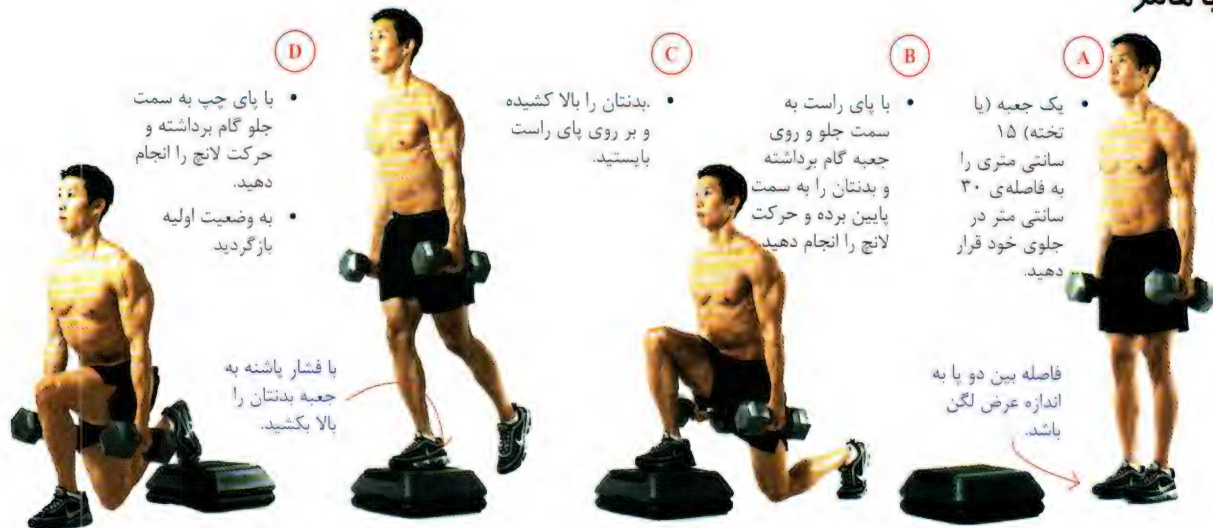 A
• یک جعبه (یا
تخته) ۱۵
سانتی متری را
به فاصله‌ی ۳۰
سانتی متر در
جلوی خود قرار
دهید.
فاصله بین دو پا به
اندازه عرض لگن
باشد.
B
• با پای راست به
سمت جلو و روی
جعبه گام برداشته
و بدنتان را به سمت
پایین برده و حرکت
لانچ را انجام دهید.
C
• .بدنتان را بالا کشیده
و بر روی پای راست
بایستید.
با فشار پاشنه به
جعبه بدنتان را
بالا بکشید.
D
• با پای چپ به سمت
جلو گام برداشته و
حرکت لانچ را انجام
دهید.
• به وضعیت اولیه
بازگردید